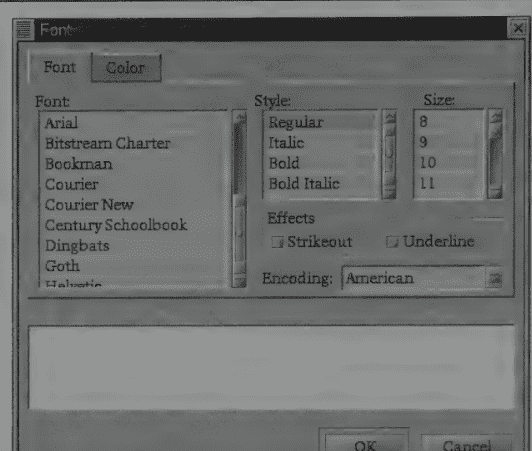 Font
Font Color
Font:
Arial
Bitstream Charter
Bookman
Courier
Courier New
Century Schoolbook
Dingbats
Goth
Helvetic
Style:
Regular
Italic
Bold
Bold Italic
Size:
8
9
10
11
Effects
Strikeout Underline
Encoding: American
OK Cancel